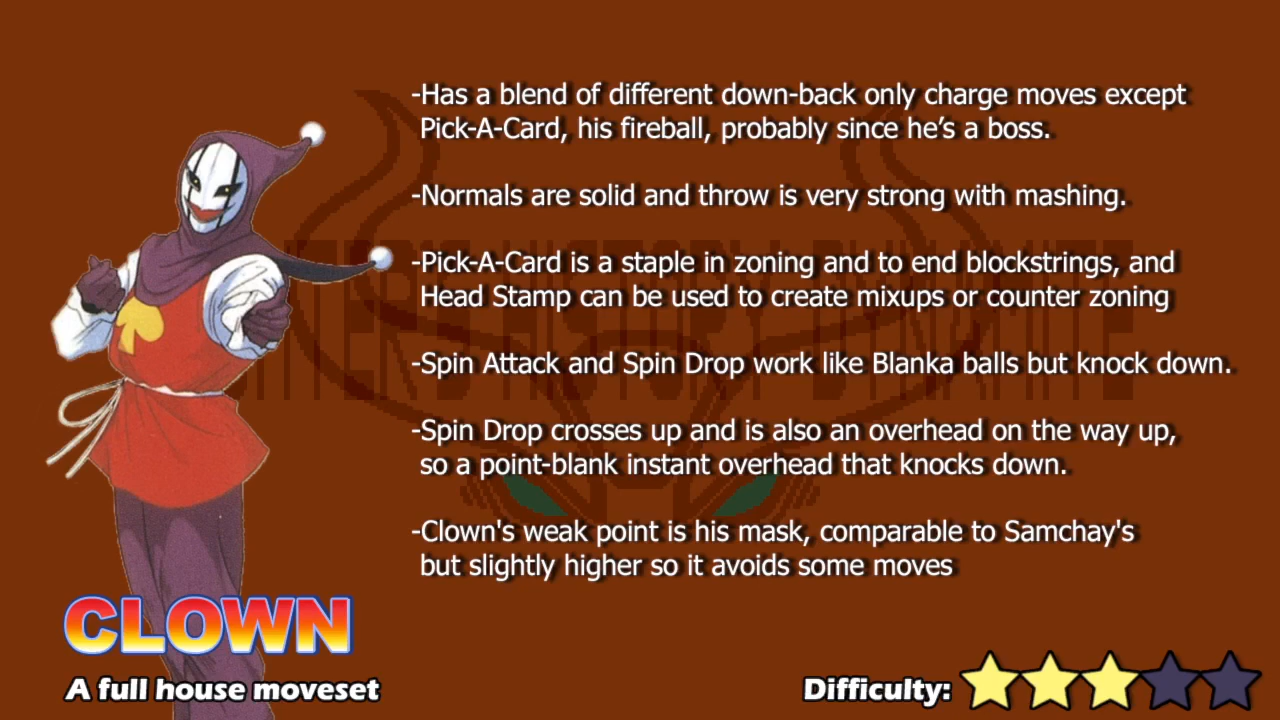 -Has a blend of different down-back only charge moves except
Pick-A-Card, his fireball, probably since he’s a boss.
-Normals are solid and throw is very strong with mashing.
-Pick-A-Card is a staple in zoning and to end blockstrings, and
Head Stamp can be used to create mixups or counter zoning
-Spin Attack and Spin Drop work like Blanka balls but knock down.
-Spin Drop crosses up and is also an overhead on the way up,
so a point-blank instant overhead that knocks down.
-Clown's weak point is his mask, comparable to Samchay's
but slightly higher so it avoids some moves
CLOWN
A full house moveset
Difficulty: